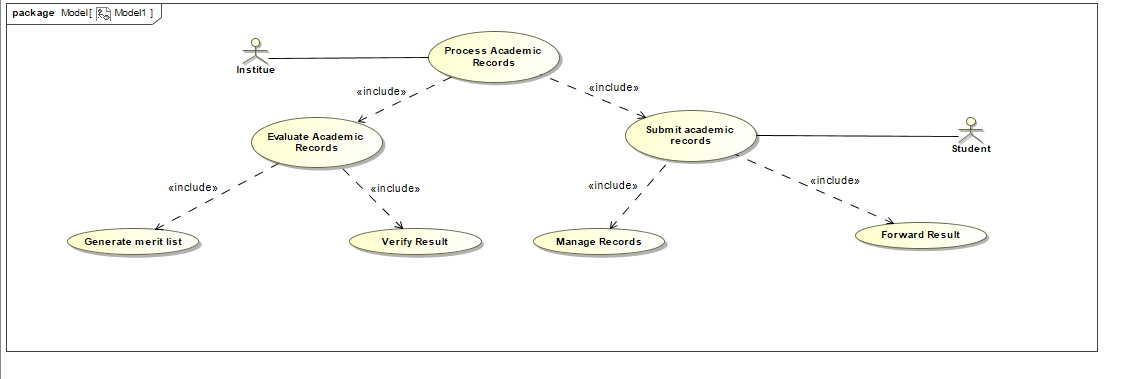 package Model[ Model1 ]
Process Academic
Records
Institue
«include»
«include»
Evaluate Academic
Records
Submit academic
records
Student
«include»
«include»
«include»
«include»
Generate merit list
Verify Result
Manage Records
Forward Result